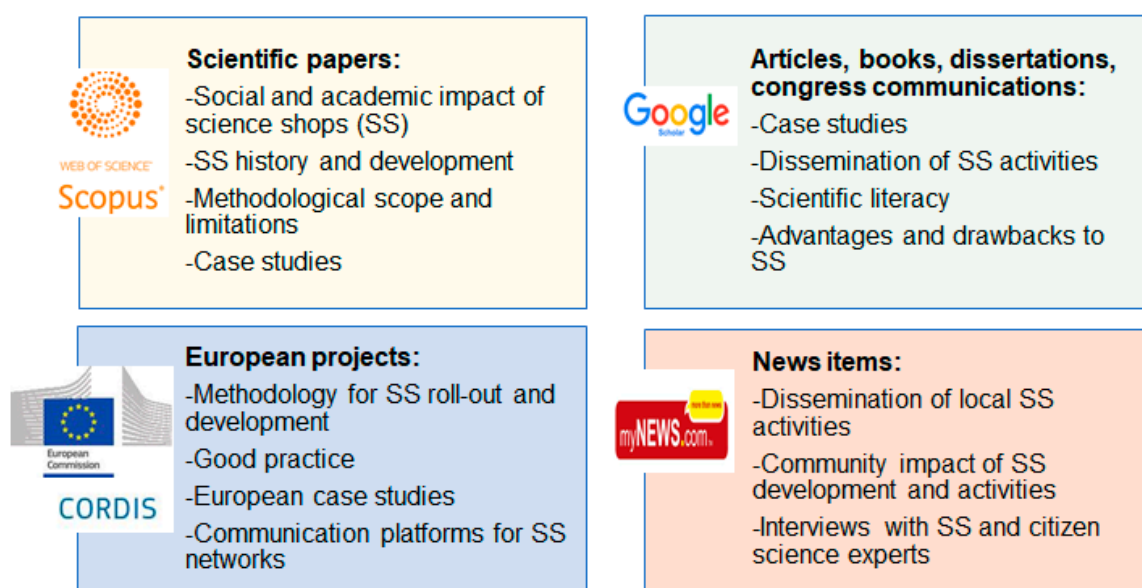 Scientific papers:
-Social and academic impact of
science shops (SS)
-SS history and development
-Methodological scope and
limitations
-Case studies
WEB OF SCIENCE™
Scopus®
Artícles, books, dissertations,
congress communications:
-Case studies
-Dissemination of SS activities
-Scientific literacy
-Advantages and drawbacks to
SS
Google
Scholar
European projects:
-Methodology for SS roll-out and
development
-Good practice
-European case studies
-Communication platforms for SS
networks
European
Commission
CORDIS
News items:
-Dissemination of local SS
activities
-Community impact of SS
development and activities
-Interviews with SS and citizen
science experts
more than news
myNEWS.com